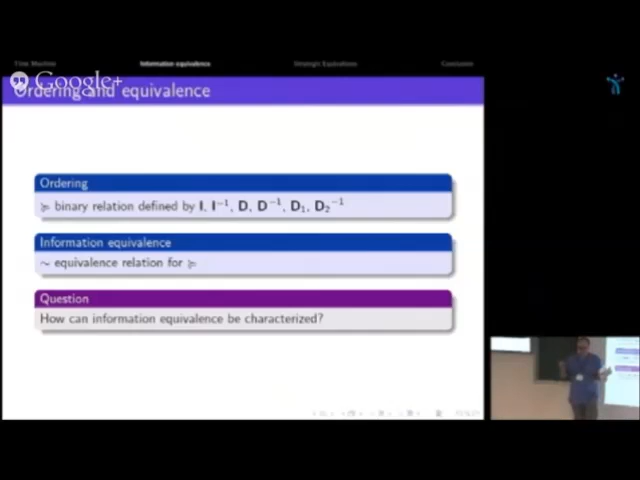 Time Machine Information equivalence Strategic Equivalence Conclusion
Google+
Ordering and equivalence
Ordering
≽ binary relation defined by I, I⁻¹, D, D⁻¹, D₁, D₂⁻¹
Information equivalence
∼ equivalence relation for ≽
Question
How can information equivalence be characterized?